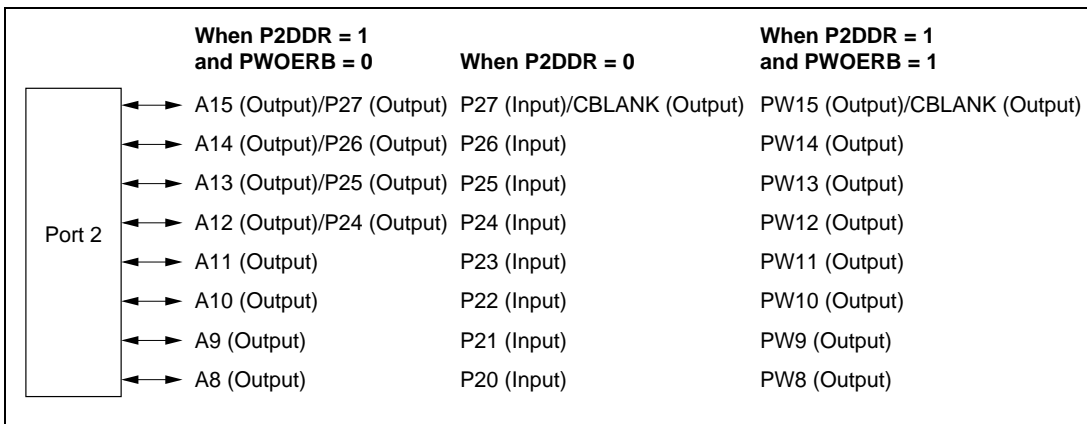 When P2DDR = 1
and PWOERB = 0
When P2DDR = 0
When P2DDR = 1
and PWOERB = 1
Port 2
A15 (Output)/P27 (Output) P27 (Input)/CBLANK (Output) PW15 (Output)/CBLANK (Output)
A14 (Output)/P26 (Output) P26 (Input) PW14 (Output)
A13 (Output)/P25 (Output) P25 (Input) PW13 (Output)
A12 (Output)/P24 (Output) P24 (Input) PW12 (Output)
A11 (Output) P23 (Input) PW11 (Output)
A10 (Output) P22 (Input) PW10 (Output)
A9 (Output) P21 (Input) PW9 (Output)
A8 (Output) P20 (Input) PW8 (Output)